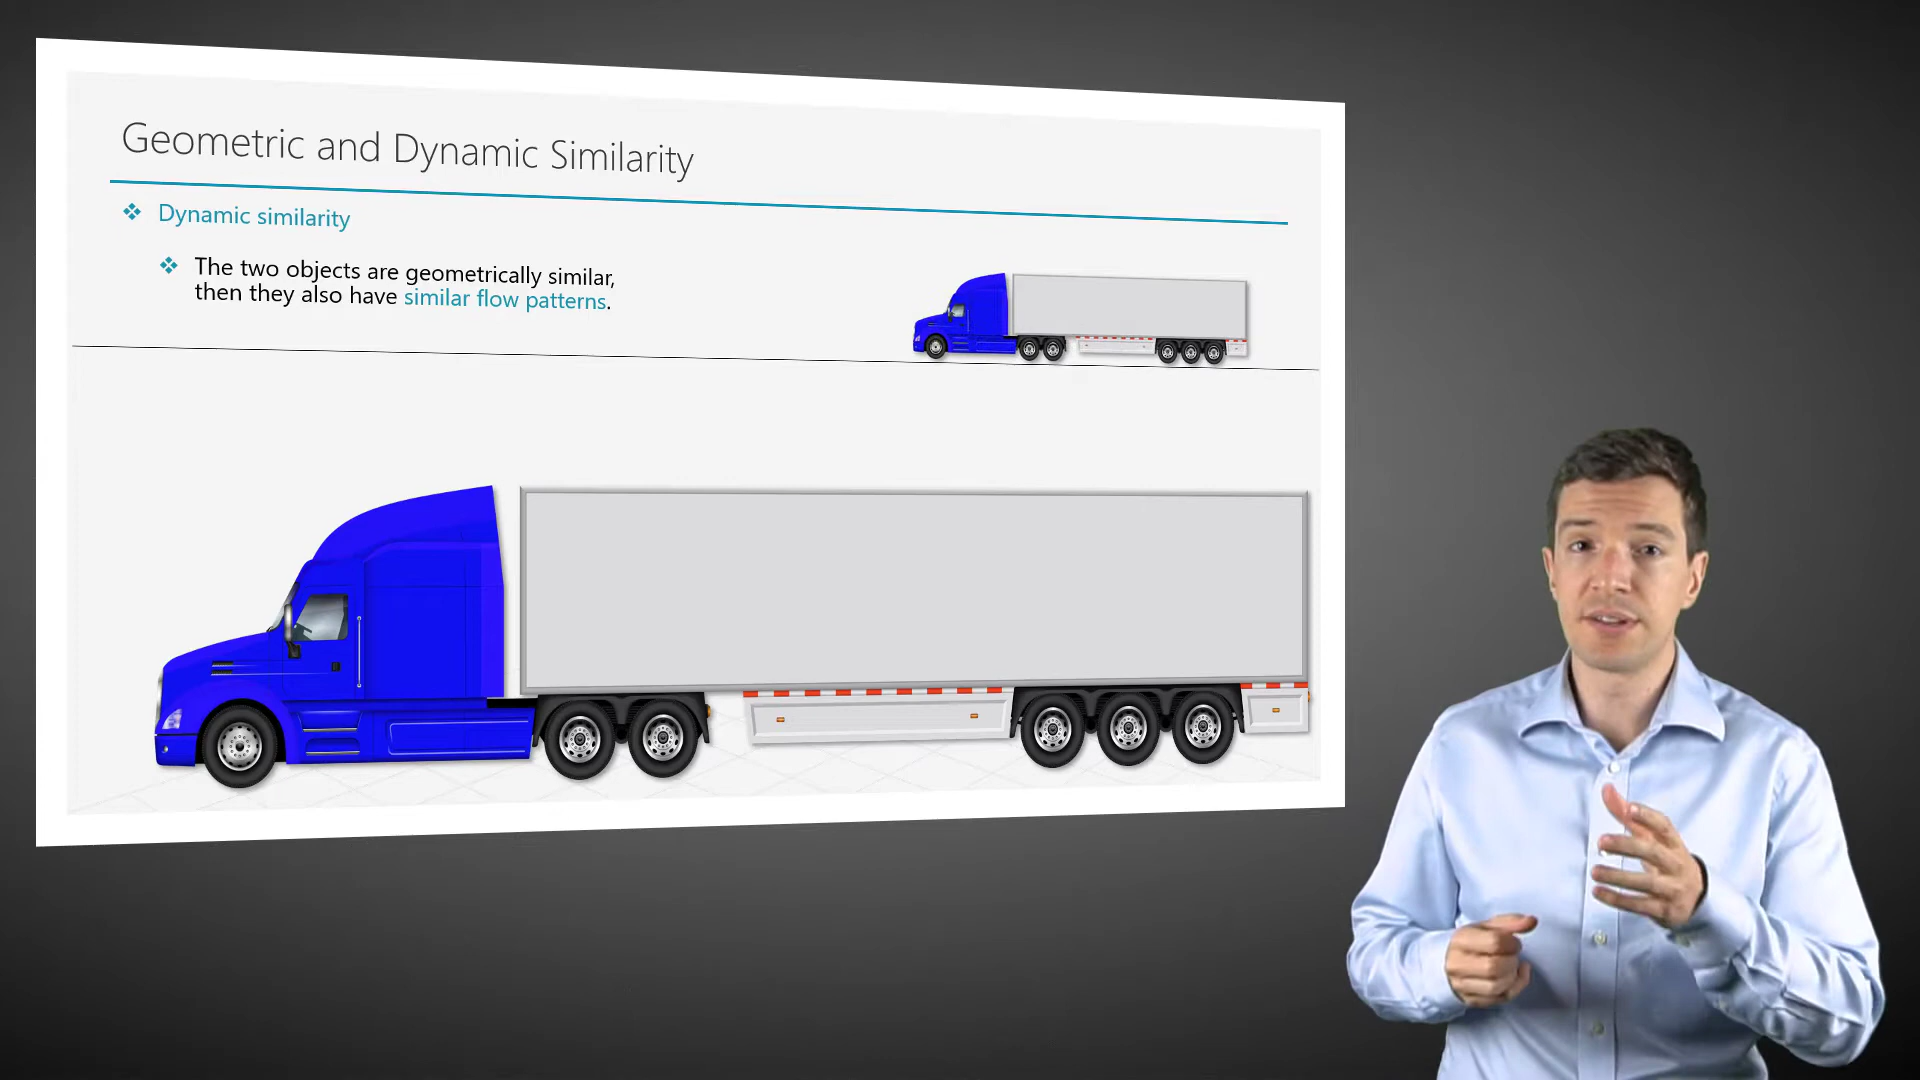 Geometric and Dynamic Similarity
Dynamic similarity
The two objects are geometrically similar,
then they also have similar flow patterns.